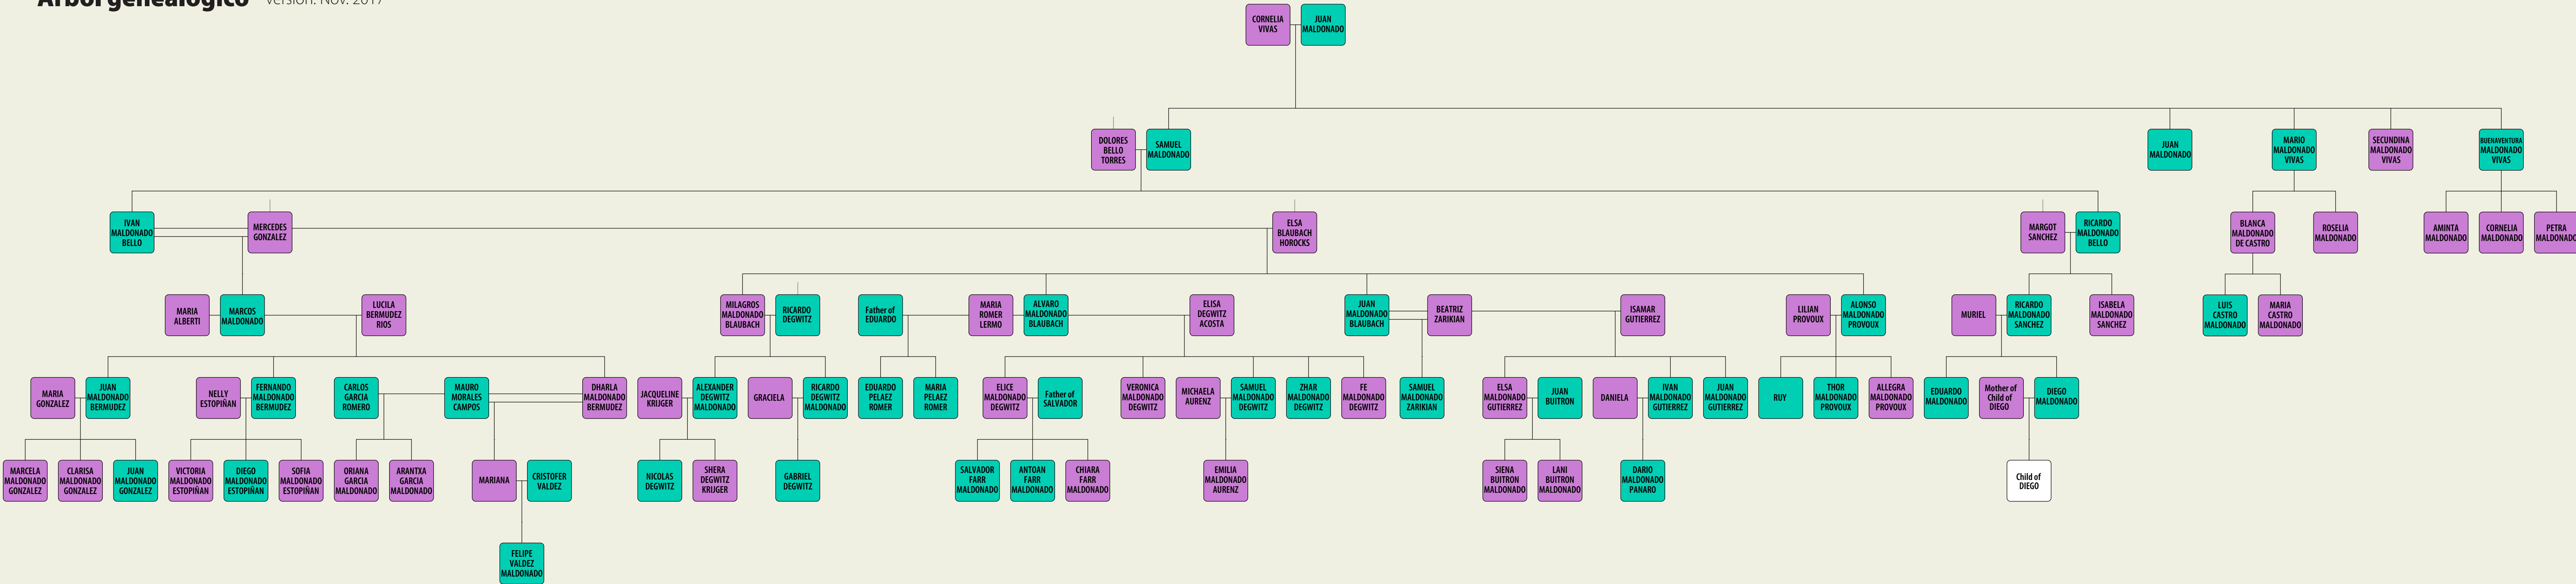 Arbol genealógico Version: Nov. 2017
CORNELIA
VIVAS
JUAN
MALDONADO
DOLORES
BELLO
TORRES
SAMUEL
MALDONADO
JUAN
MALDONADO
MARIO
MALDONADO
VIVAS
SECUNDINA
MALDONADO
VIVAS
BUENAVENTURA
MALDONADO
VIVAS
IVAN
MALDONADO
BELLO
MERCEDES
GONZALEZ
ELSA
BLAUBACH
HOROCKS
MARGOT
SANCHEZ
RICARDO
MALDONADO
BELLO
BLANCA
MALDONADO
DE CASTRO
ROSELIA
MALDONADO
AMINTA
MALDONADO
CORNELIA
MALDONADO
PETRA
MALDONADO
MARIA
ALBERTI
MARCOS
MALDONADO
LUCILA
BERMUDEZ
RIOS
MILAGROS
MALDONADO
BLAUBACH
RICARDO
DEGWITZ
Father of
EDUARDO
MARIA
ROMER
LERMO
ALVARO
MALDONADO
BLAUBACH
ELISA
DEGWITZ
ACOSTA
JUAN
MALDONADO
BLAUBACH
BEATRIZ
ZARIKIAN
ISAMAR
GUTIERREZ
LILIAN
PROVOUX
ALONSO
MALDONADO
PROVOUX
MURIEL
RICARDO
MALDONADO
SANCHEZ
ISABELA
MALDONADO
SANCHEZ
LUIS
CASTRO
MALDONADO
MARIA
CASTRO
MALDONADO
MARIA
GONZALEZ
JUAN
MALDONADO
BERMUDEZ
NELLY
ESTOPIÑAN
FERNANDO
MALDONADO
BERMUDEZ
CARLOS
GARCIA
ROMERO
MAURO
MORALES
CAMPOS
DHARLA
MALDONADO
BERMUDEZ
JACQUELINE
KRIJGER
ALEXANDER
DEGWITZ
MALDONADO
GRACIELA
RICARDO
DEGWITZ
MALDONADO
EDUARDO
PELAEZ
ROMER
MARIA
PELAEZ
ROMER
ELICE
MALDONADO
DEGWITZ
Father of
SALVADOR
VERONICA
MALDONADO
DEGWITZ
MICHAELA
AURENZ
SAMUEL
MALDONADO
DEGWITZ
ZHAR
MALDONADO
DEGWITZ
FE
MALDONADO
DEGWITZ
SAMUEL
MALDONADO
ZARIKIAN
ELSA
MALDONADO
GUTIERREZ
JUAN
BUITRON
DANIELA
IVAN
MALDONADO
GUTIERREZ
JUAN
MALDONADO
GUTIERREZ
RUY
THOR
MALDONADO
PROVOUX
ALLEGRA
MALDONADO
PROVOUX
EDUARDO
MALDONADO
Mother of
Child of
DIEGO
DIEGO
MALDONADO
MARCELA
MALDONADO
GONZALEZ
CLARISA
MALDONADO
GONZALEZ
JUAN
MALDONADO
GONZALEZ
VICTORIA
MALDONADO
ESTOPIÑAN
DIEGO
MALDONADO
ESTOPIÑAN
SOFIA
MALDONADO
ESTOPIÑAN
ORIANA
GARCIA
MALDONADO
ARANTXA
GARCIA
MALDONADO
MARIANA
CRISTOFER
VALDEZ
NICOLAS
DEGWITZ
SHERA
DEGWITZ
KRIJGER
GABRIEL
DEGWITZ
SALVADOR
FARR
MALDONADO
ANTOAN
FARR
MALDONADO
CHIARA
FARR
MALDONADO
EMILIA
MALDONADO
AURENZ
SIENA
BUITRON
MALDONADO
LANI
BUITRON
MALDONADO
DARIO
MALDONADO
PANARO
Child of
DIEGO
FELIPE
VALDEZ
MALDONADO